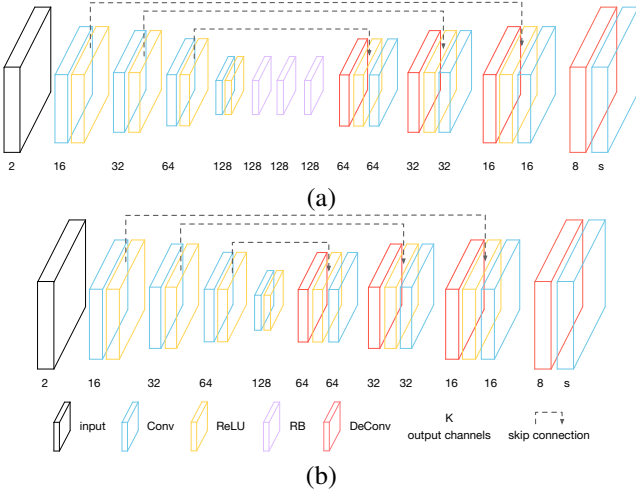 2 16 32 64 128 128 128 128 64 64 32 32 16 16 8 s
(a)
2 16 32 64 128 64 64 32 32 16 16 8 s
input Conv ReLU RB DeConv K output channels skip connection
(b)